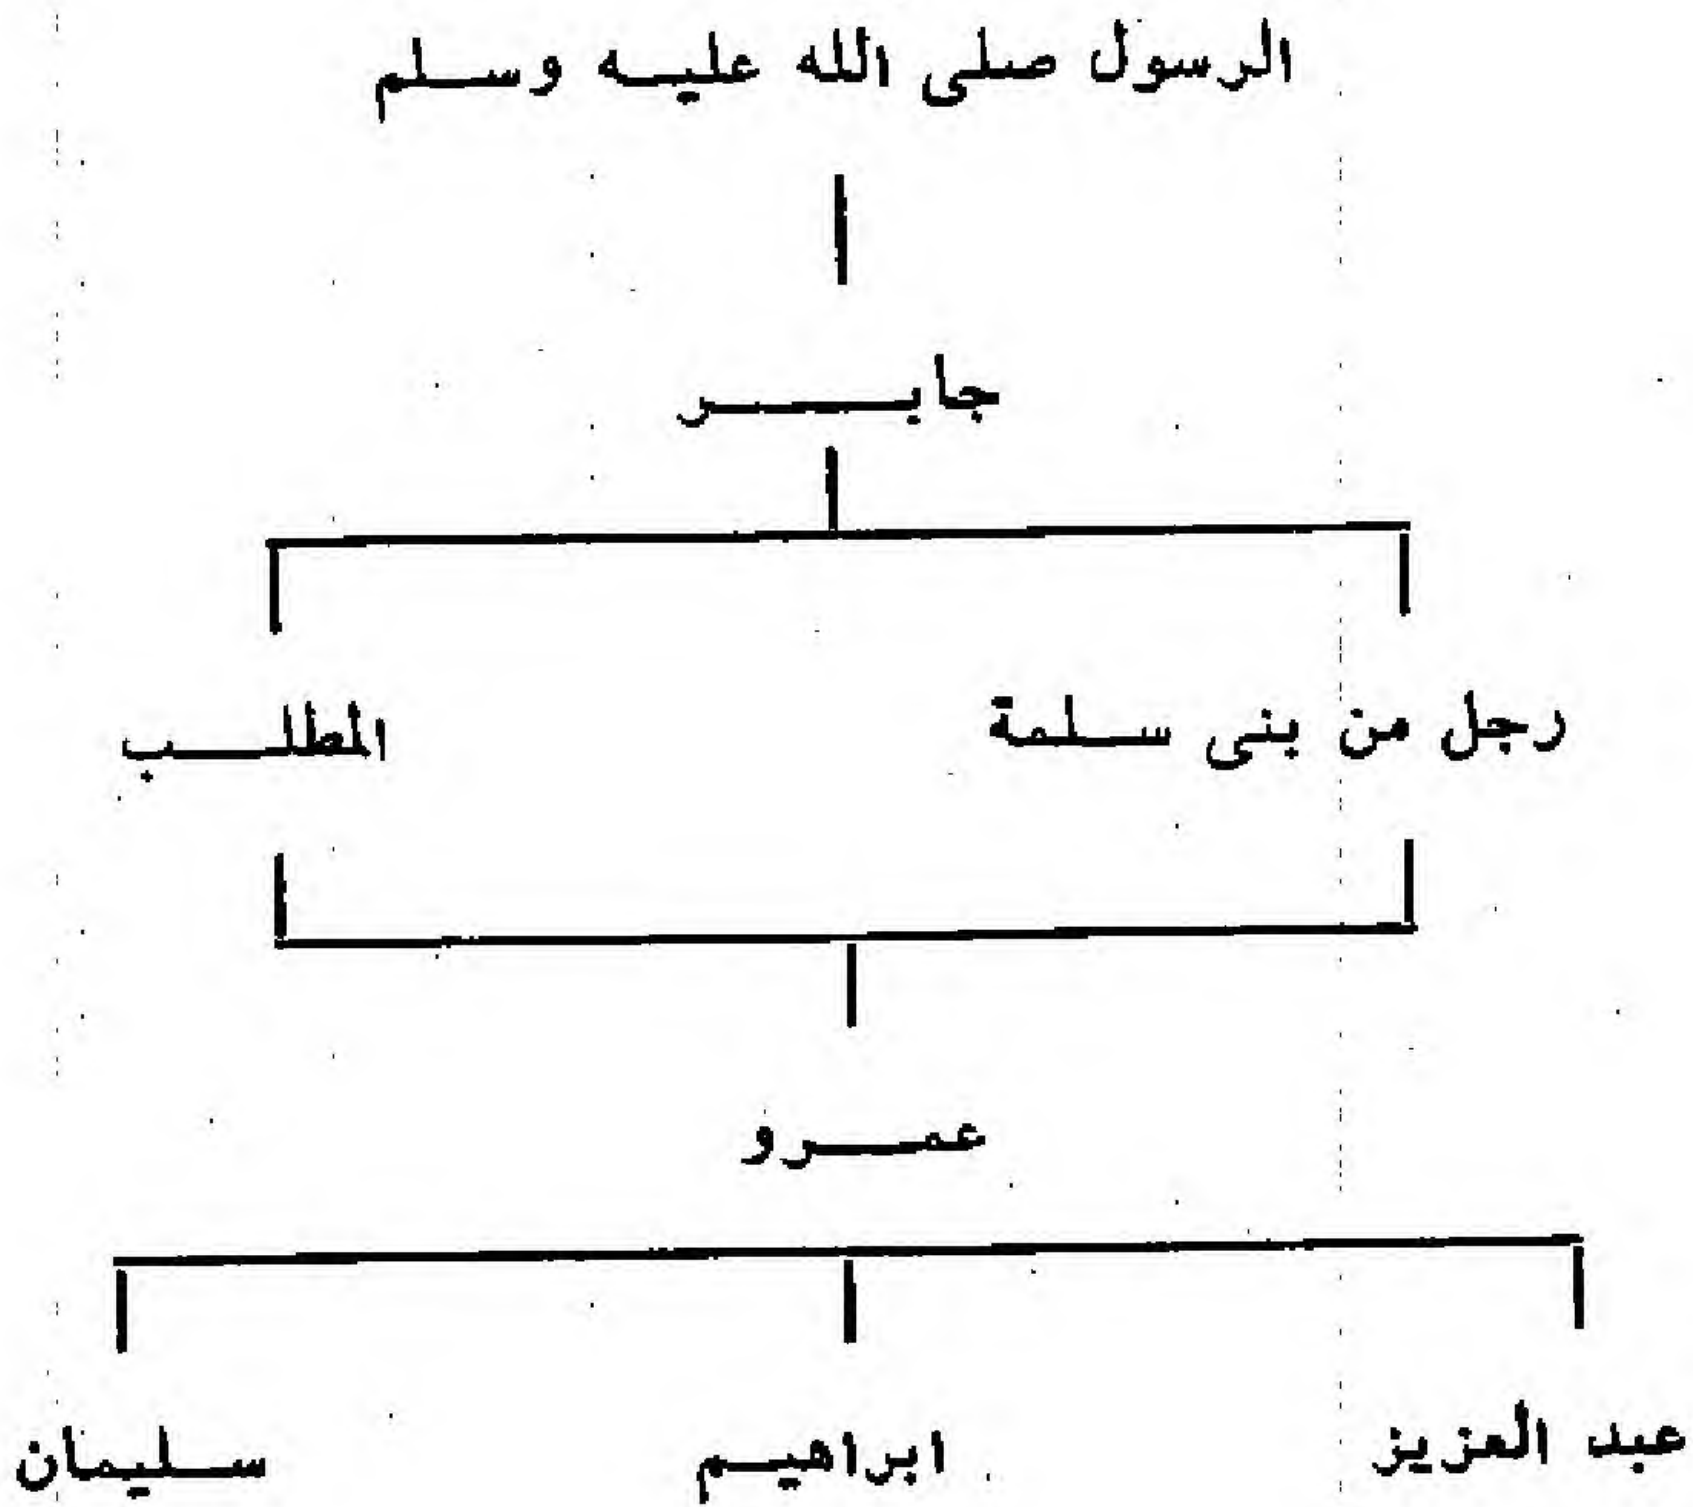 الرسول صلى الله عليه وسلم
جابر
رجل من بنى سلمة المطلب
عمرو
عبد العزيز ابراهيم سليمان